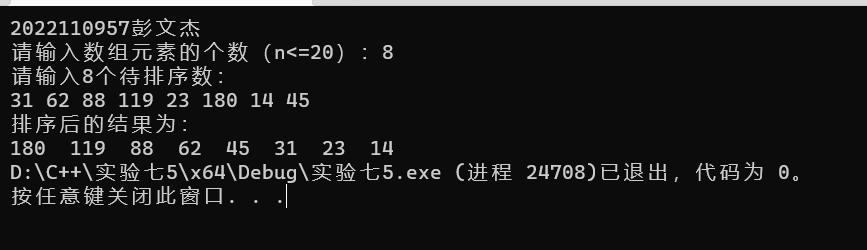 2022110957彭文杰
请输入数组元素的个数（n<=20）：8
请输入8个待排序数：
31 62 88 119 23 180 14 45
排序后的结果为：
180  119  88  62  45  31  23  14
D:\C++\实验七5\x64\Debug\实验七5.exe (进程 24708)已退出，代码为 0。
按任意键关闭此窗口. . .